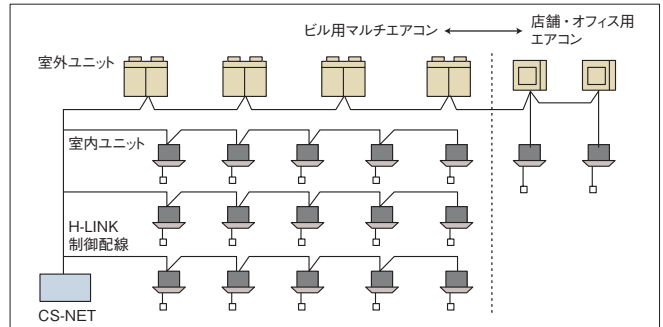 ビル用マルチエアコン
店舗・オフィス用
エアコン
室外ユニット
室内ユニット
H-LINK
制御配線
CS-NET